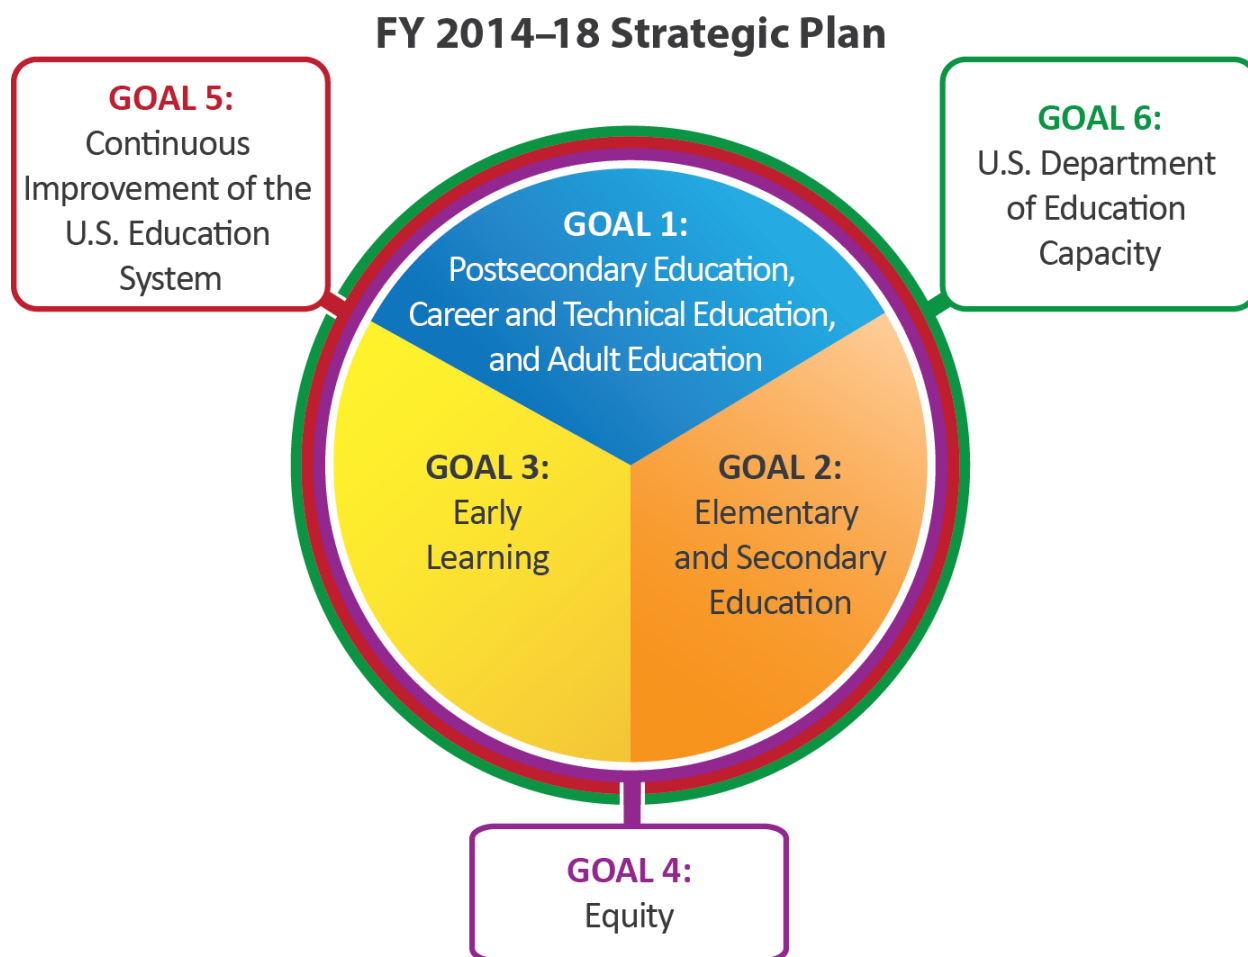 FY 2014–18 Strategic Plan
GOAL 5:
Continuous
Improvement of the
U.S. Education
System
GOAL 6:
U.S. Department
of Education
Capacity
GOAL 1:
Postsecondary Education,
Career and Technical Education,
and Adult Education
GOAL 3:
Early
Learning
GOAL 2:
Elementary
and Secondary
Education
GOAL 4:
Equity